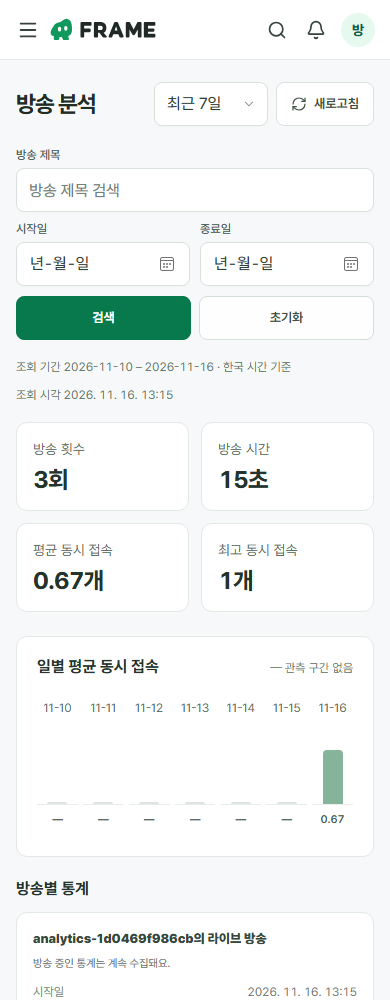 FRAME
방
방송 분석
최근 7일
새로고침
방송 제목
방송 제목 검색
시작일
종료일
년-월-일
년-월-일
검색
초기화
조회 기간 2026-11-10 – 2026-11-16 · 한국 시간 기준
조회 시각 2026. 11. 16. 13:15
방송 횟수
방송 시간
3회
15초
평균 동시 접속
최고 동시 접속
0.67개
1개
일별 평균 동시 접속
— 관측 구간 없음
11-10 11-11 11-12 11-13 11-14 11-15 11-16
— — — — — — 0.67
방송별 통계
analytics-1d0469f986cb의 라이브 방송
방송 중인 통계는 계속 수집돼요.
시작일
2026. 11. 16. 13:15